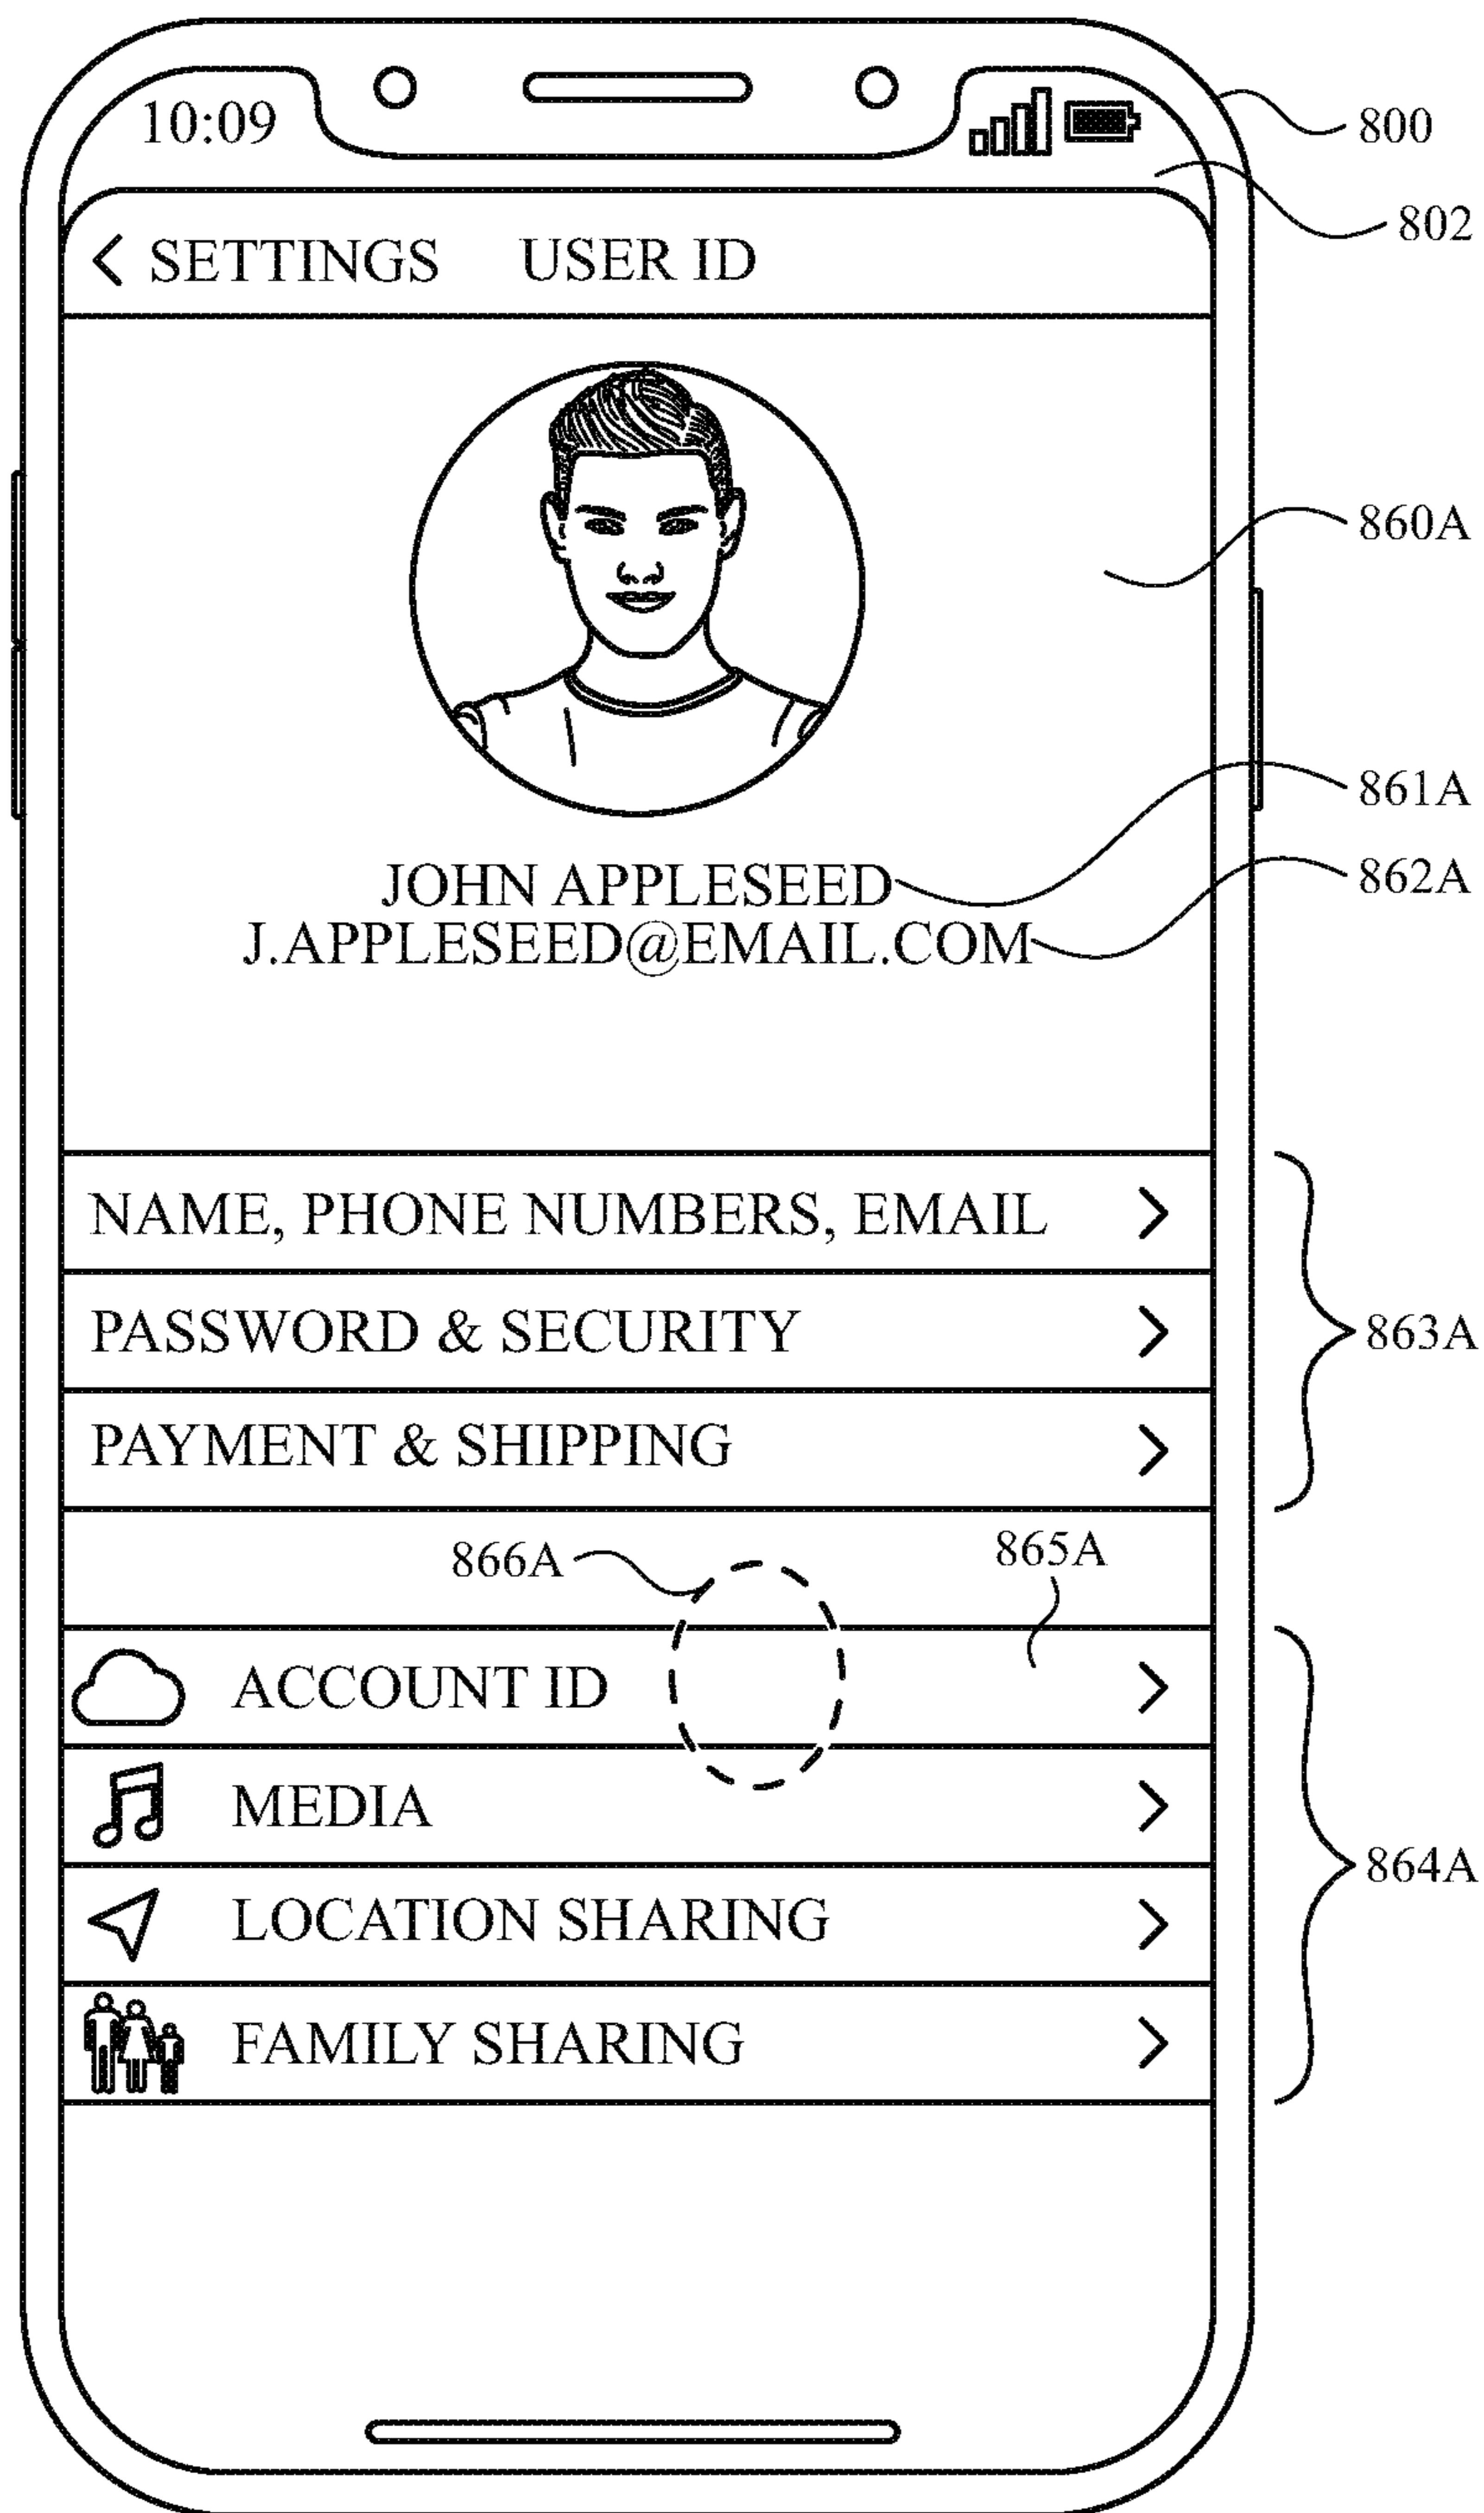 10:09
800
802
SETTINGS USER ID
860A
861A
JOHN APPLESEED
862A
J.APPLESEED@EMAIL.COM
NAME, PHONE NUMBERS, EMAIL
PASSWORD & SECURITY
863A
PAYMENT & SHIPPING
866A
865A
ACCOUNT ID
MEDIA
864A
LOCATION SHARING
FAMILY SHARING